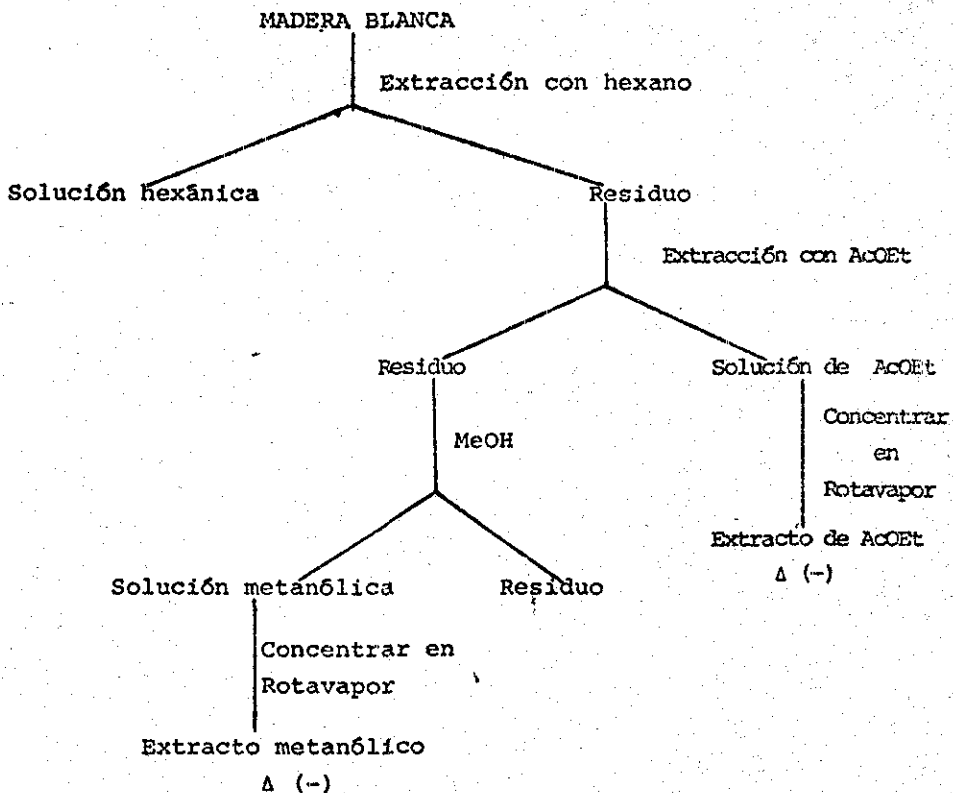 MADERA BLANCA
Extracción con hexano
Solución hexánica
Residuo
Extracción con AcOEt
Residuo
Solución de AcOEt
MeOH
Concentrar
en
Rotavapor
Extracto de AcOEt
Δ (-)
Solución metanólica
Residuo
Concentrar en
Rotavapor
Extracto metanólico
Δ (-)